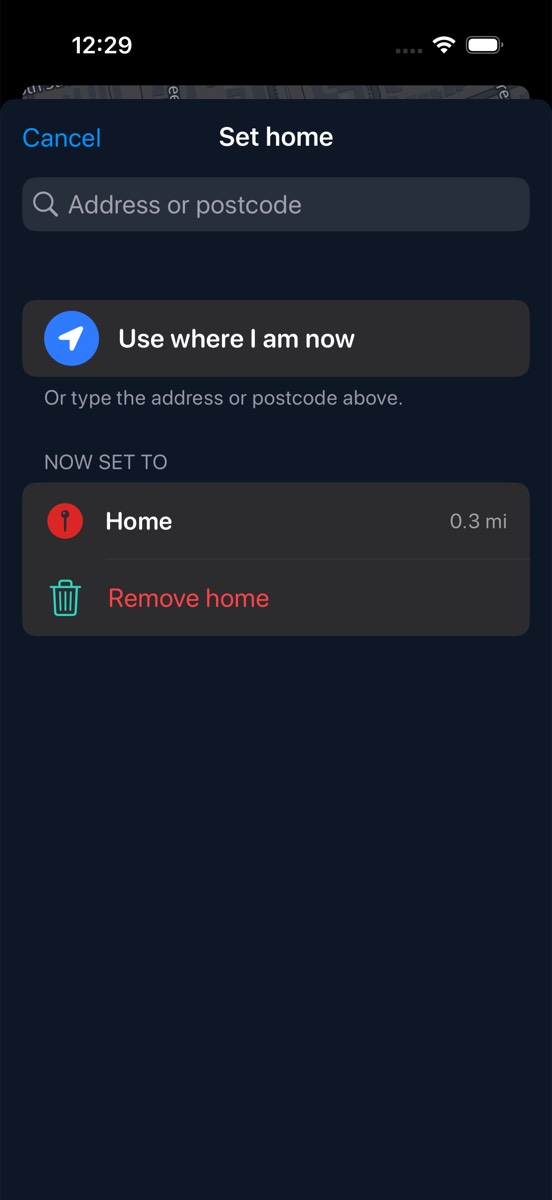 12:29
Cancel
Set home
Address or postcode
Use where I am now
Or type the address or postcode above.
NOW SET TO
Home
0.3 mi
Remove home